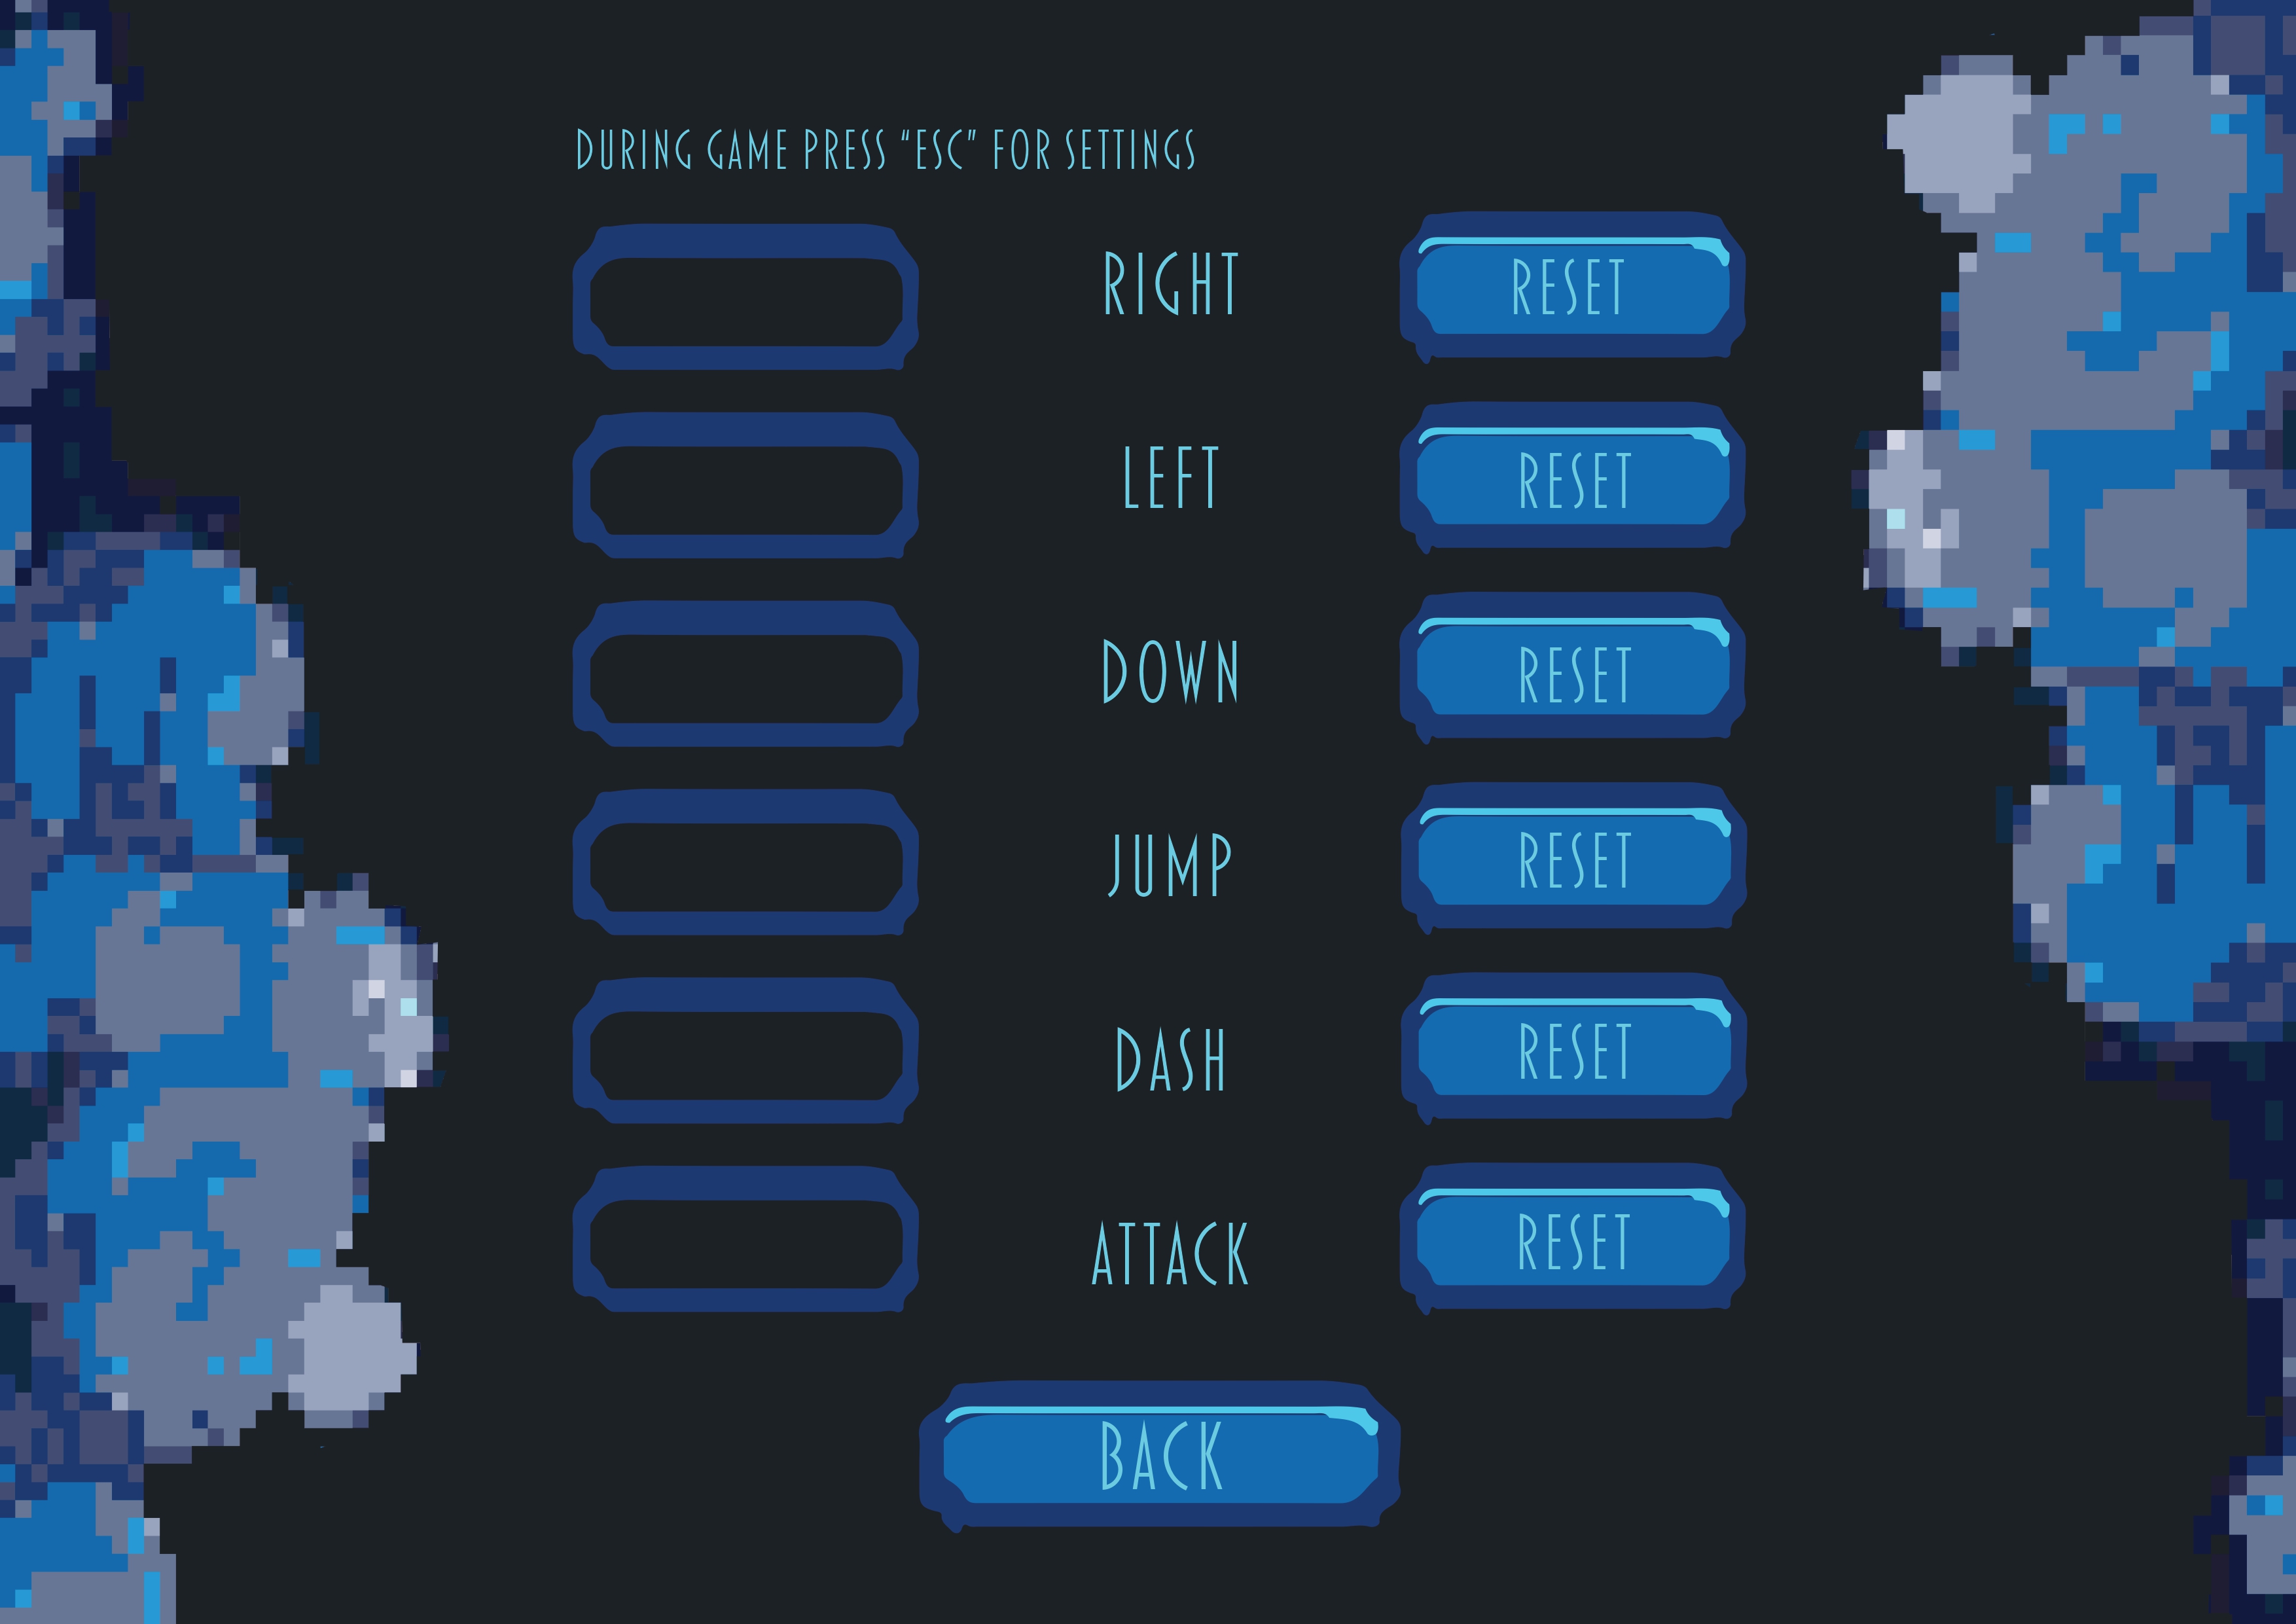 DURING GAME PRESS “ESC” FOR SETTINGS
RIGHT RESET
LEFT RESET
DOWN RESET
JUMP RESET
DASH RESET
ATTACK RESET
BACK